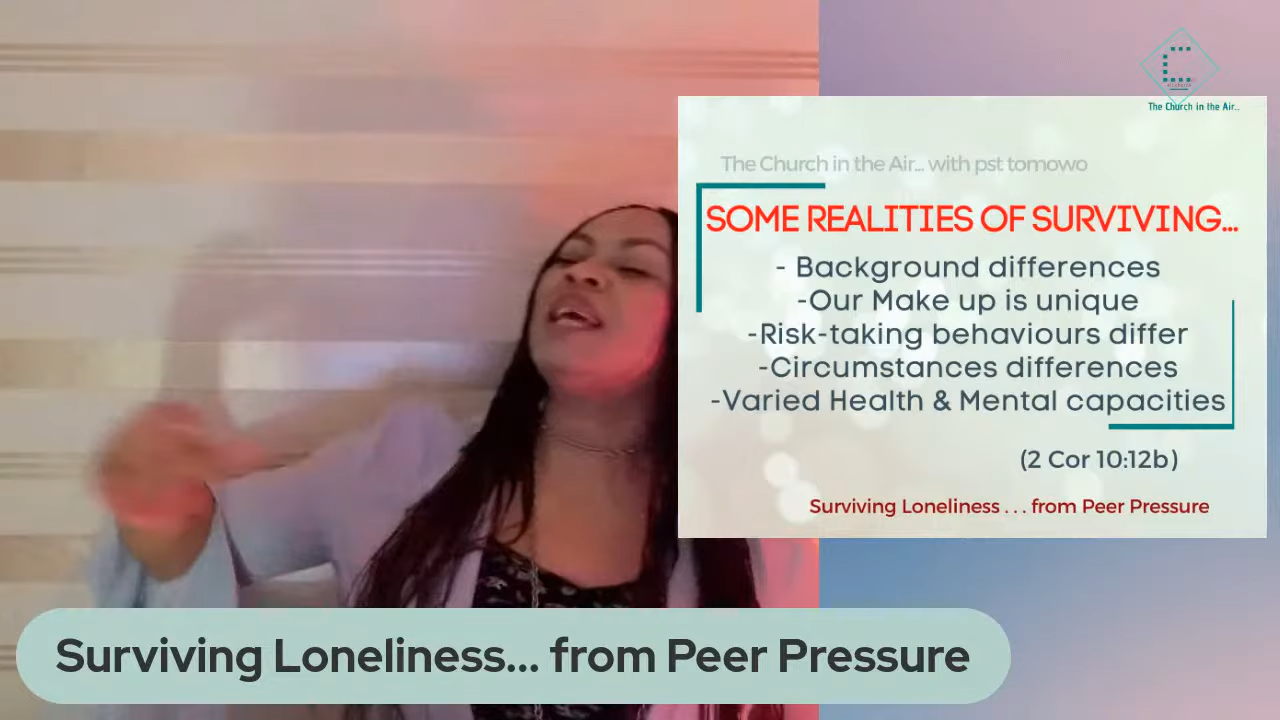 The Church in the Air...
The Church in the Air... with pst tomowo
SOME REALITIES OF SURVIVING...
- Background differences
-Our Make up is unique
-Risk-taking behaviours differ
-Circumstances differences
-Varied Health & Mental capacities
(2 Cor 10:12b)
Surviving Loneliness . . . from Peer Pressure
Surviving Loneliness... from Peer Pressure